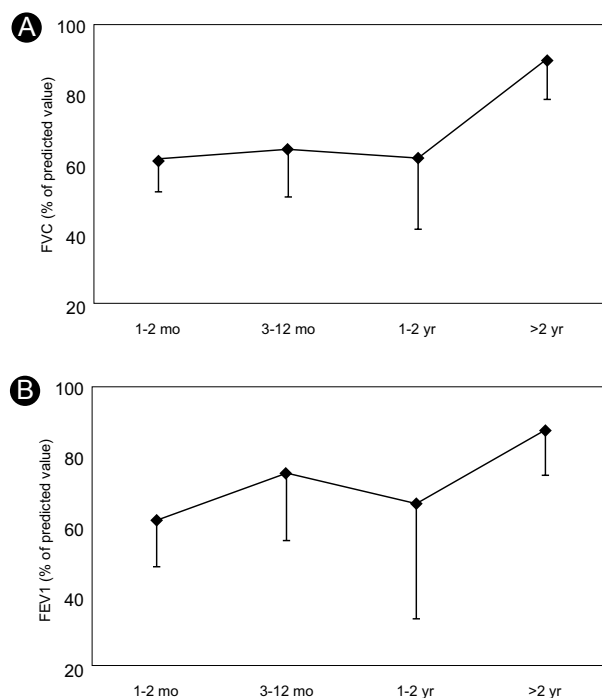 A
100
80
60
40
20
FVC (% of predicted value)
1-2 mo 3-12 mo 1-2 yr >2 yr
B
100
80
60
40
20
FEV1 (% of predicted value)
1-2 mo 3-12 mo 1-2 yr >2 yr